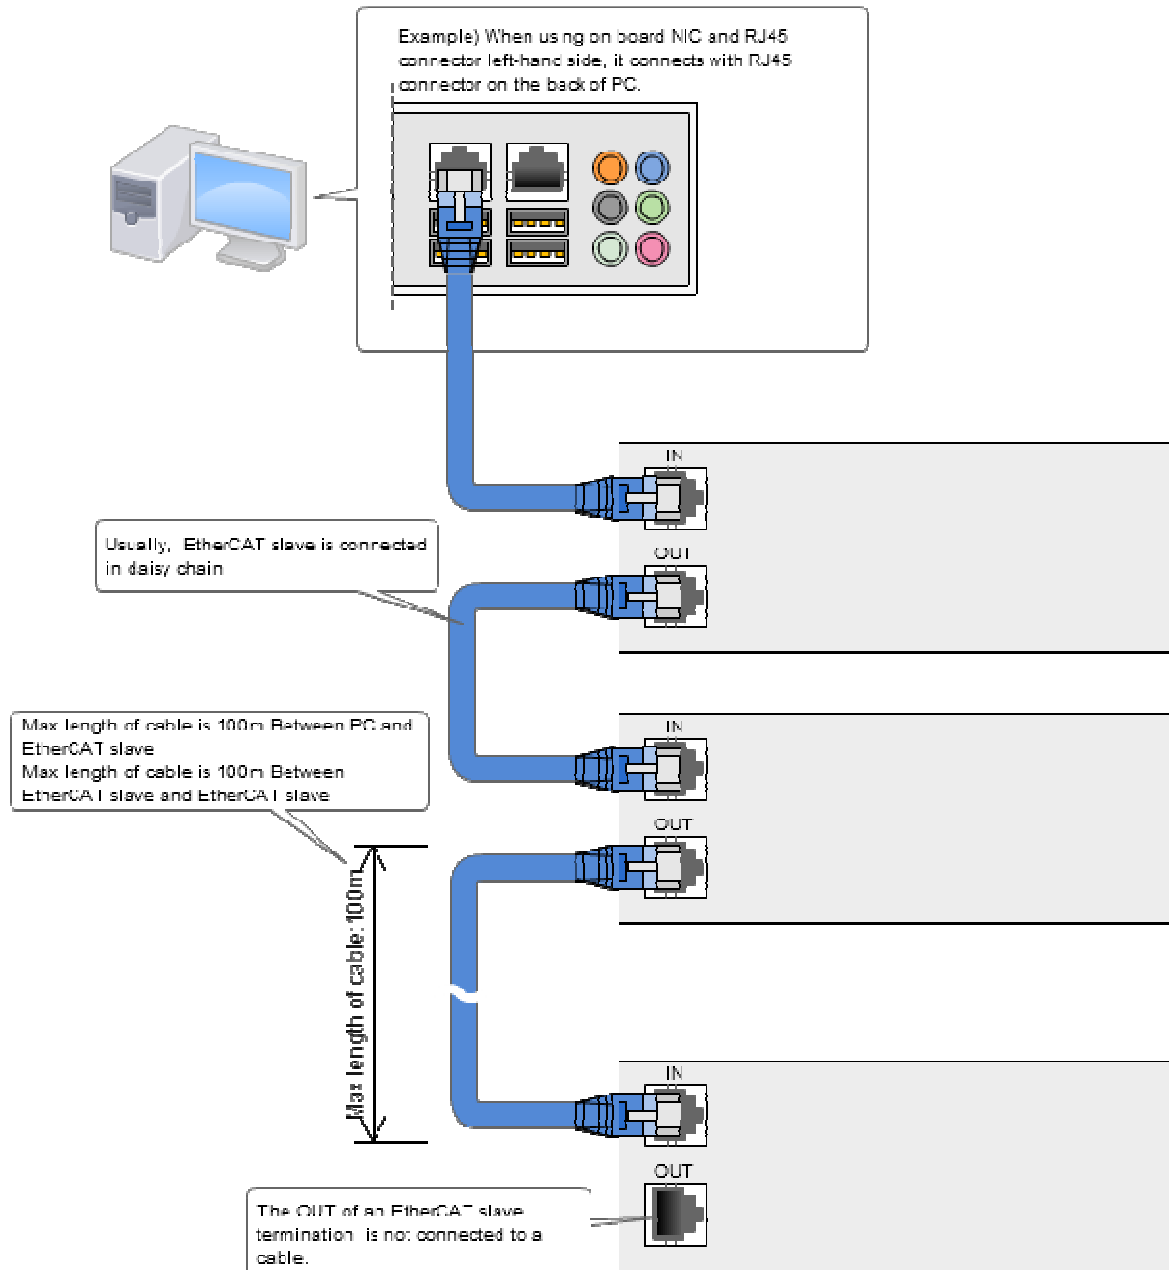 Example) When using on board NIC and RJ45
connector left-hand side, it connects with RJ45
connector on the back of PC.
IN
Usually, EtherCAT slave is connected
in daisy chain
OUT
Max length of cable is 100m Between PC and
EtherCAT slave
Max length of cable is 100m Between
EtherCAT slave and EtherCAT slave
IN
OUT
Max length of cable: 100m
IN
OUT
The OUT of an EtherCAT slave
termination is not connected to a
cable.